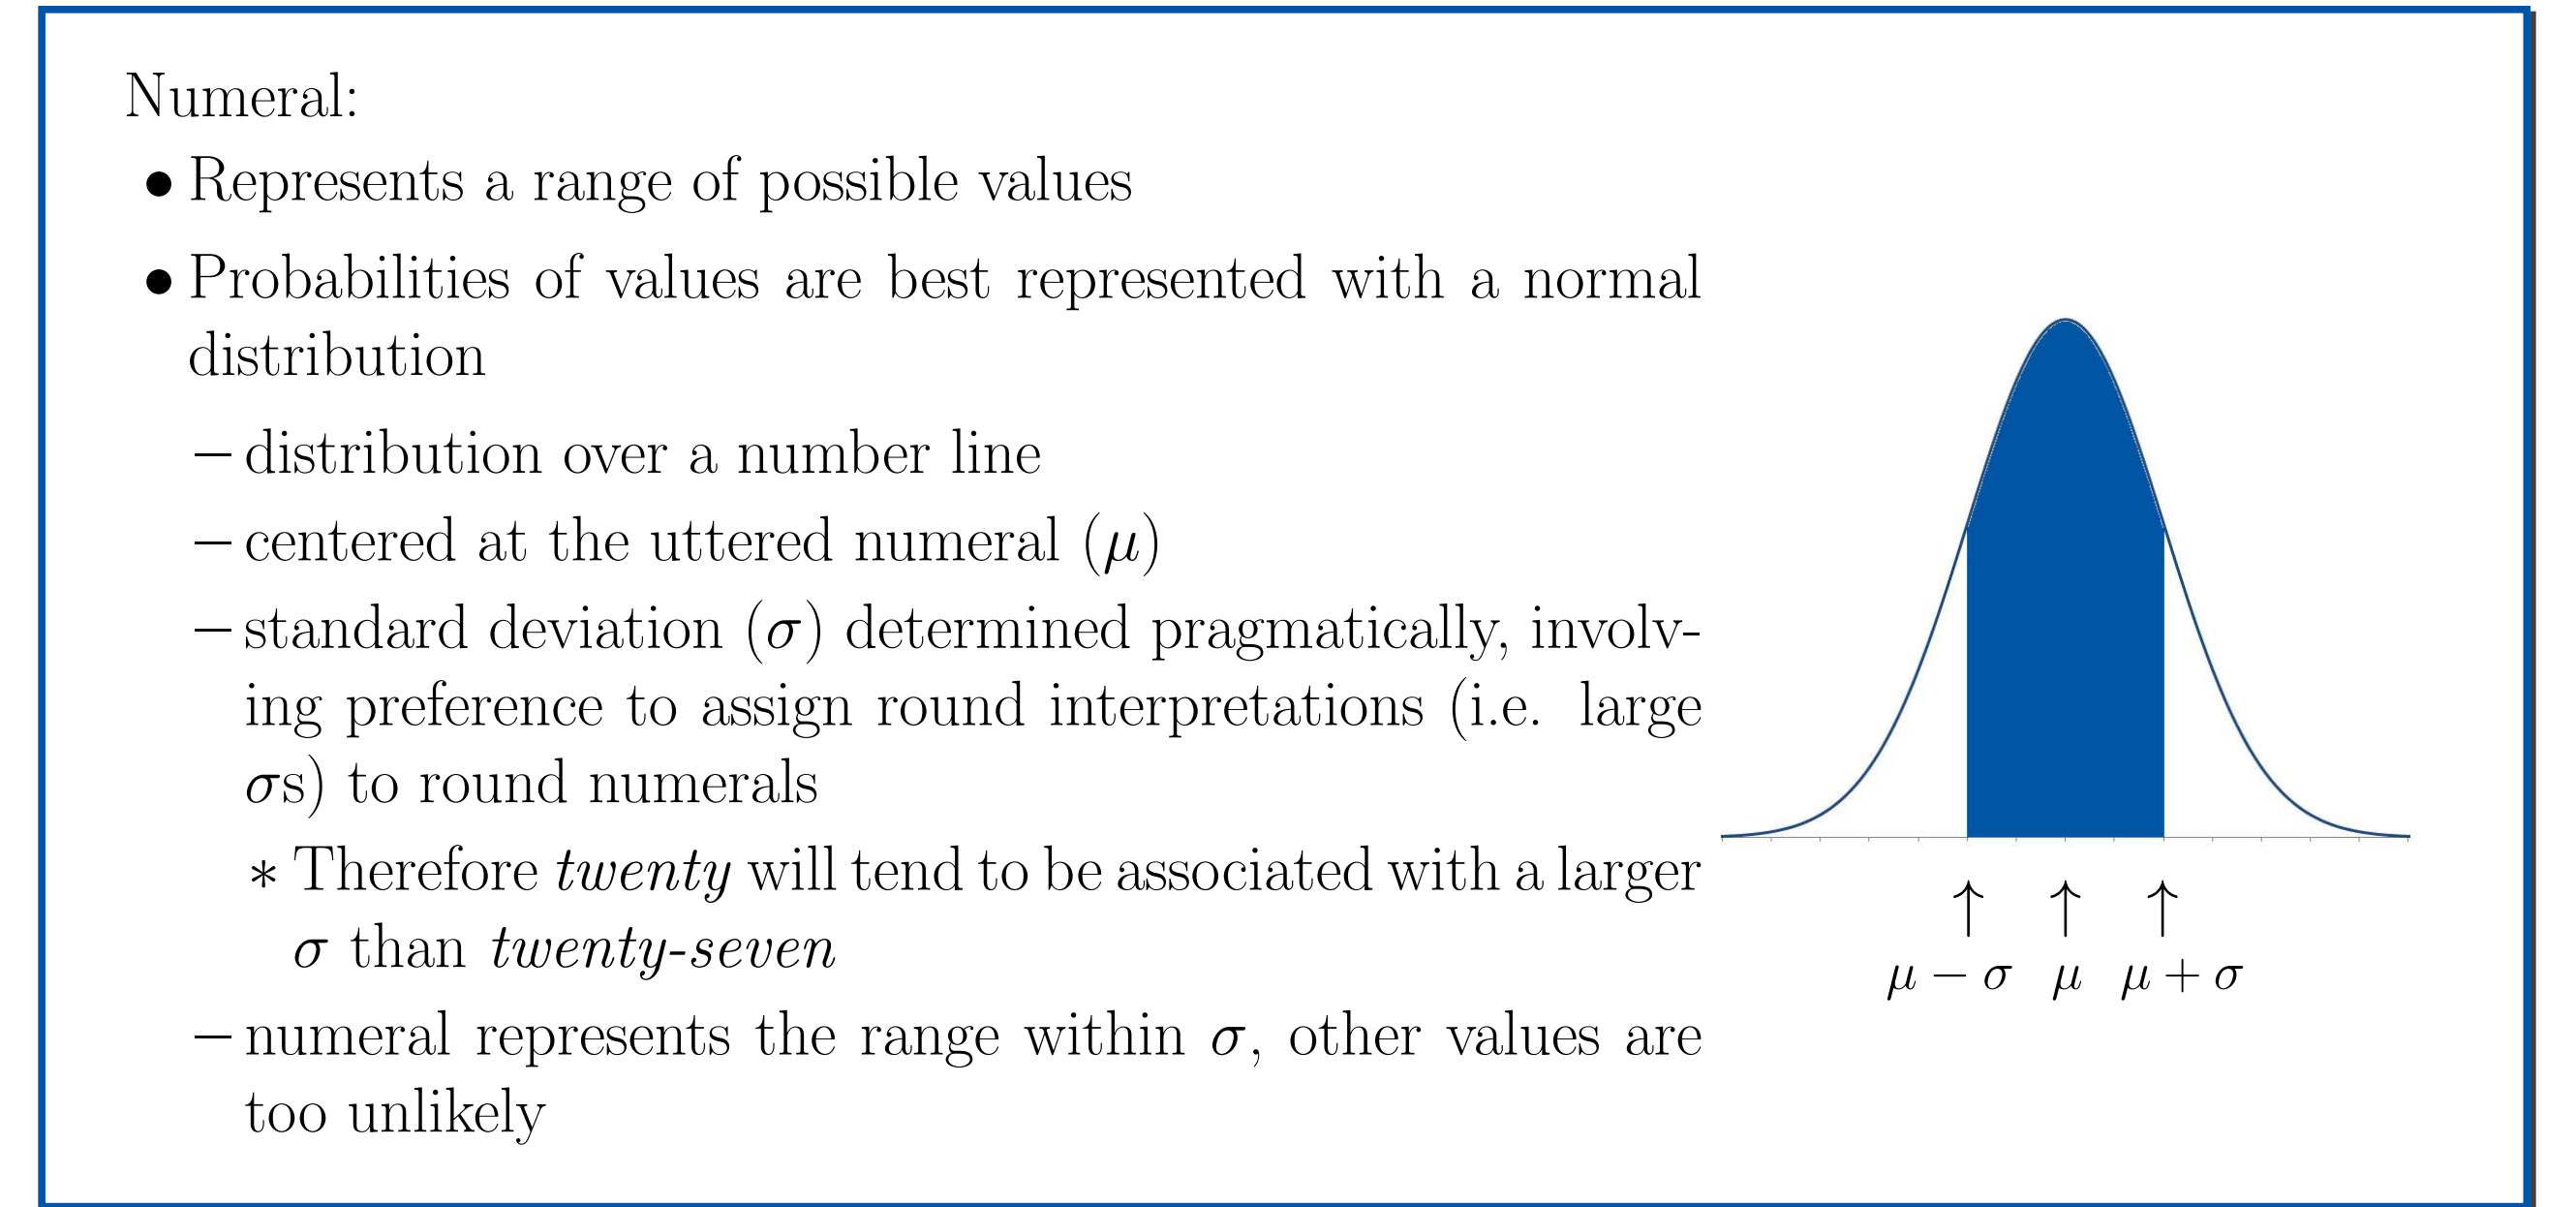 Numeral:
• Represents a range of possible values
• Probabilities of values are best represented with a normal
distribution
– distribution over a number line
– centered at the uttered numeral (μ)
– standard deviation (σ) determined pragmatically, involv-
ing preference to assign round interpretations (i.e. large
σs) to round numerals
∗ Therefore twenty will tend to be associated with a larger
σ than twenty-seven
– numeral represents the range within σ, other values are
too unlikely
↑ ↑ ↑
μ − σ μ μ + σ